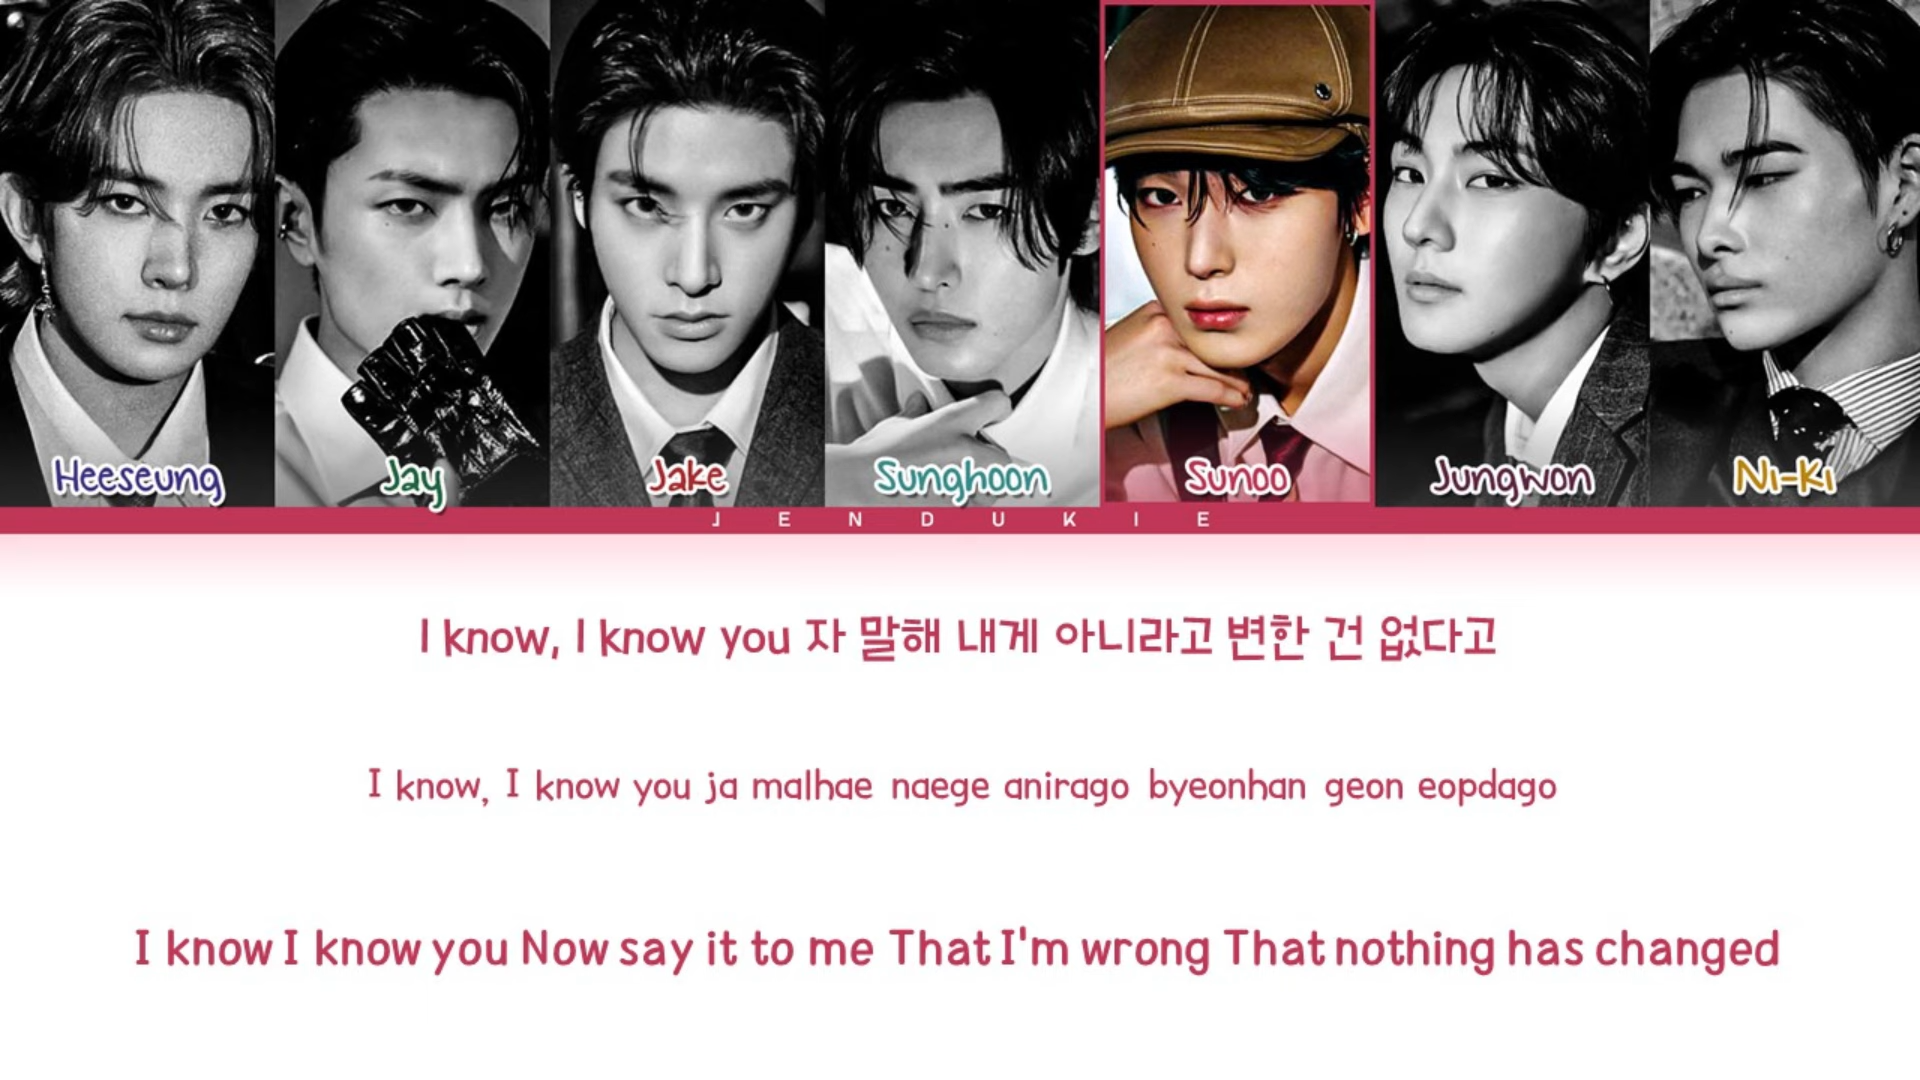 Heeseung Jay Jake Sunghoon Sunoo Jungwon Ni-Ki
JENDUKIE
I know, I know you 자 말해 내게 아니라고 변한 건 없다고
I know, I know you ja malhae naege anirago byeonhan geon eopdago
I know I know you Now say it to me That I'm wrong That nothing has changed